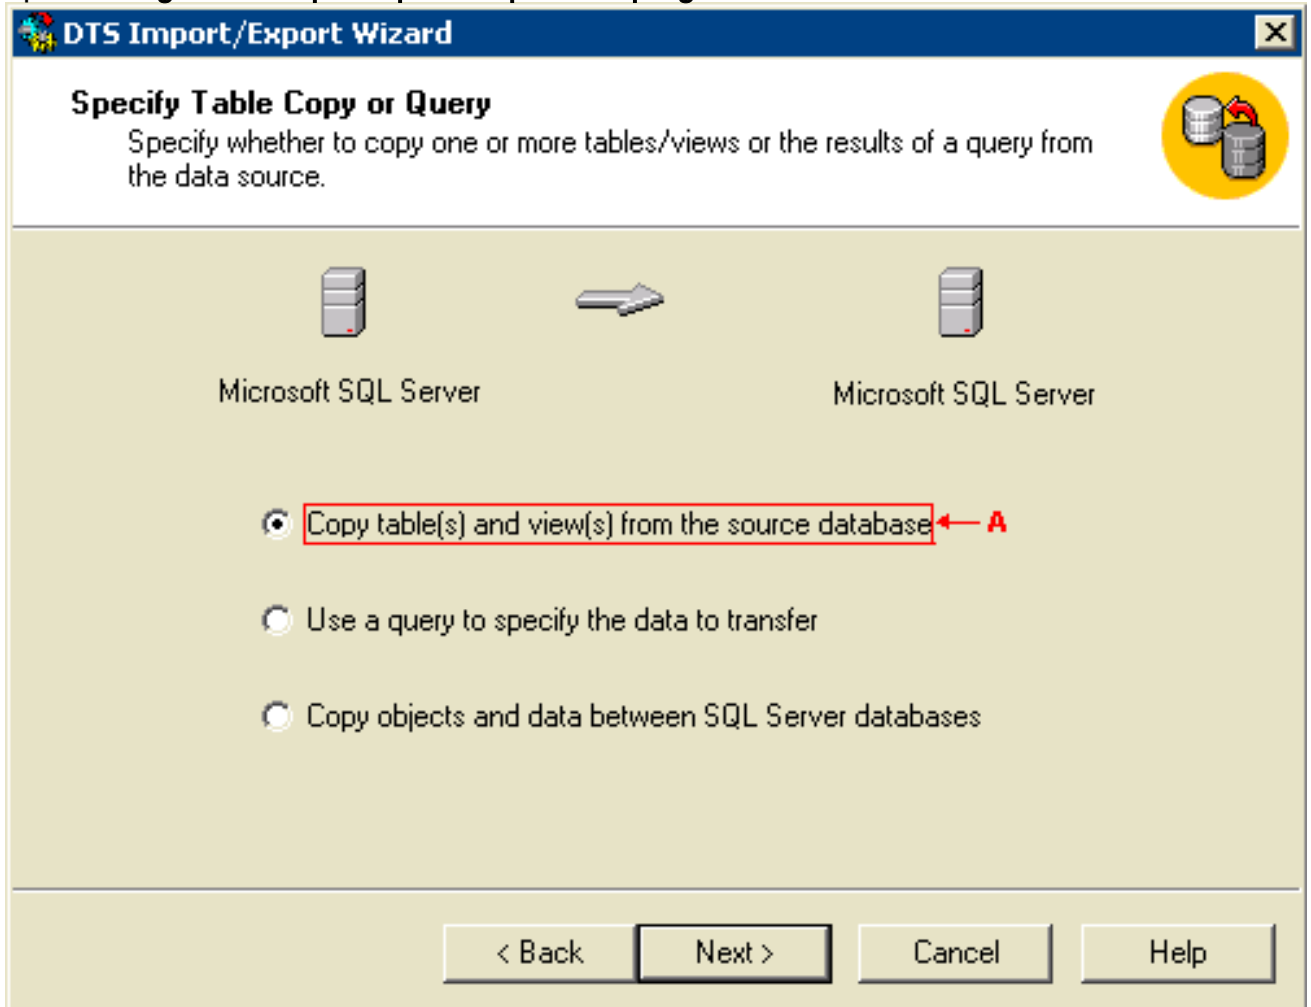 DTS Import/Export Wizard
Specify Table Copy or Query
Specify whether to copy one or more tables/views or the results of a query from
the data source.
Microsoft SQL Server
Microsoft SQL Server
Copy table(s) and view(s) from the source database
A
Use a query to specify the data to transfer
Copy objects and data between SQL Server databases
< Back
Next >
Cancel
Help